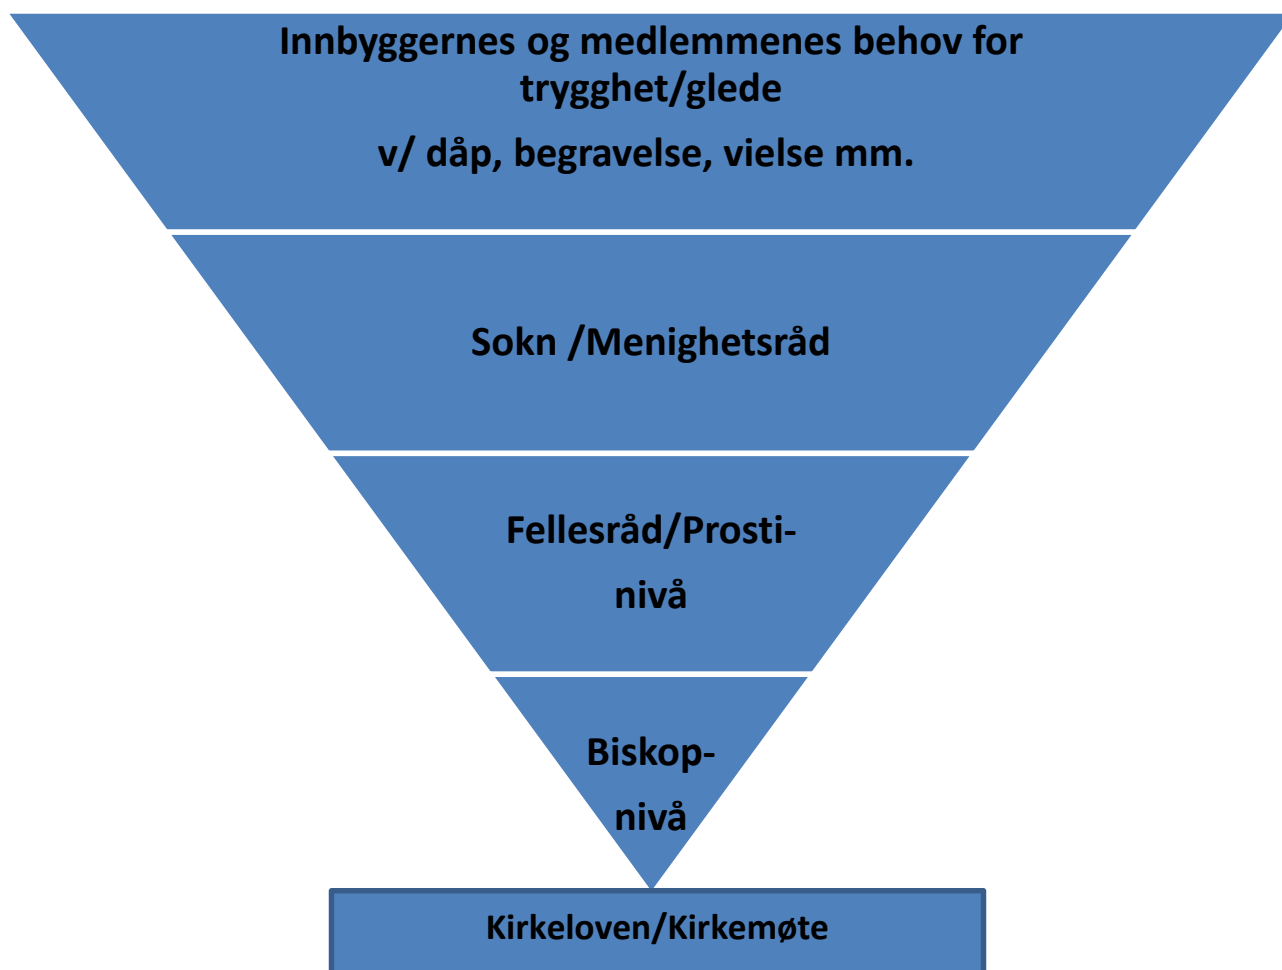 Innbyggernes og medlemmenes behov for
trygghet/glede
v/ dåp, begravelse, vielse mm.
Sokn /Menighetsråd
Fellesråd/Prosti-
nivå
Biskop-
nivå
Kirkeloven/Kirkemøte